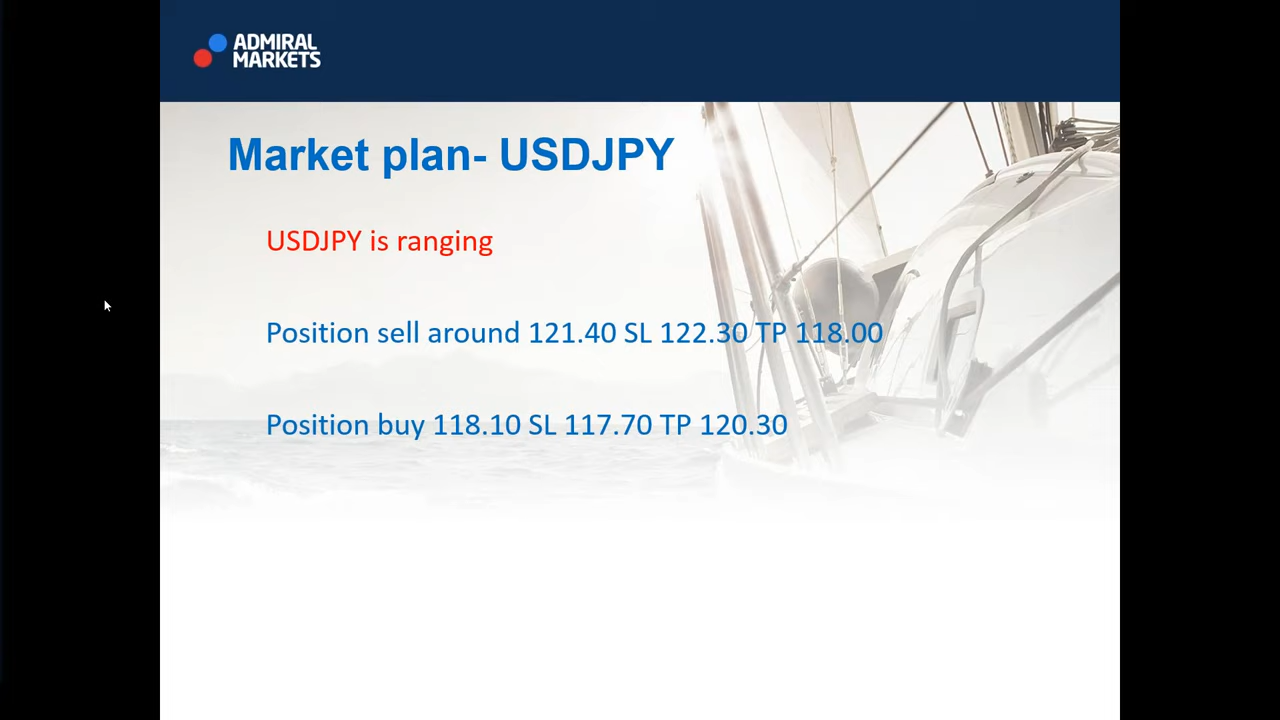 ADMIRAL
MARKETS
Market plan- USDJPY
USDJPY is ranging
Position sell around 121.40 SL 122.30 TP 118.00
Position buy 118.10 SL 117.70 TP 120.30